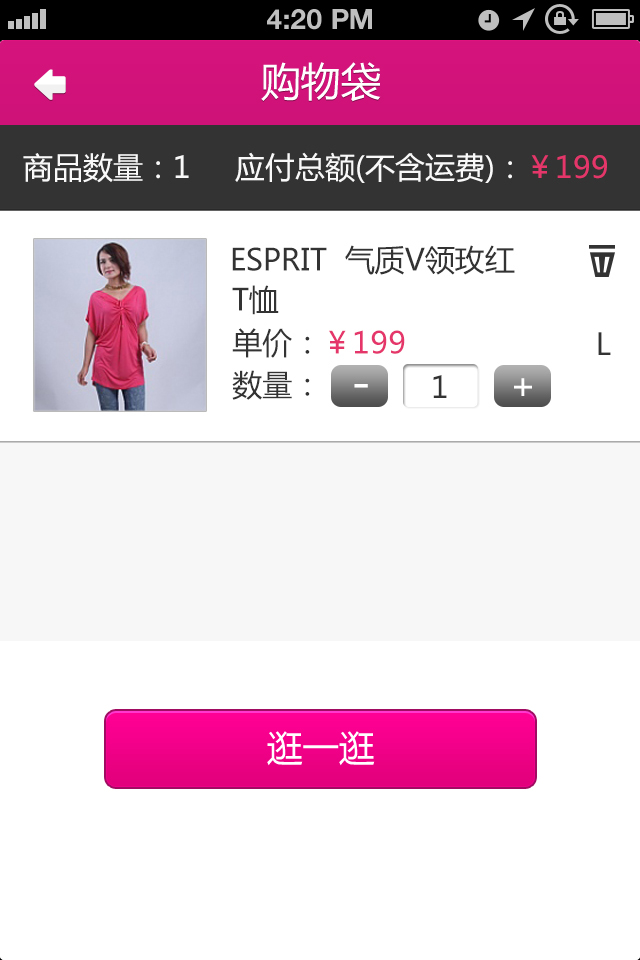 4:20 PM
购物袋
商品数量：1 应付总额(不含运费)：￥199
ESPRIT 气质V领玫红
T恤
单价：￥199 L
数量： - 1 +
逛一逛